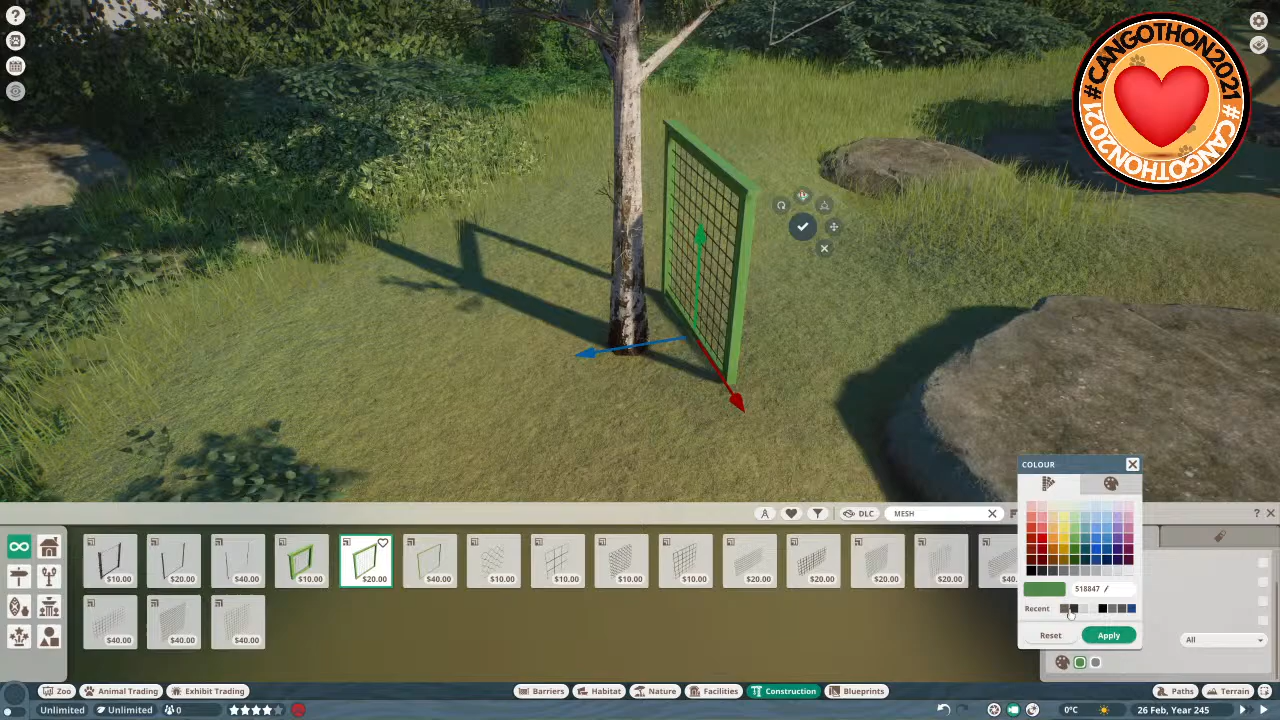 #CANGOTHON2021
#CANGOTHON2021
COLOUR
518847 /
Recent
Reset
Apply
DLC
MESH
?
$10.00
$20.00
$40.00
$10.00
$20.00
$40.00
$10.00
$10.00
$10.00
$10.00
$20.00
$20.00
$20.00
$20.00
$40.00
$40.00
$40.00
$40.00
All
Zoo
Animal Trading
Exhibit Trading
Barriers
Habitat
Nature
Facilities
Construction
Blueprints
Paths
Terrain
Unlimited
Unlimited
0
0°C
26 Feb, Year 245